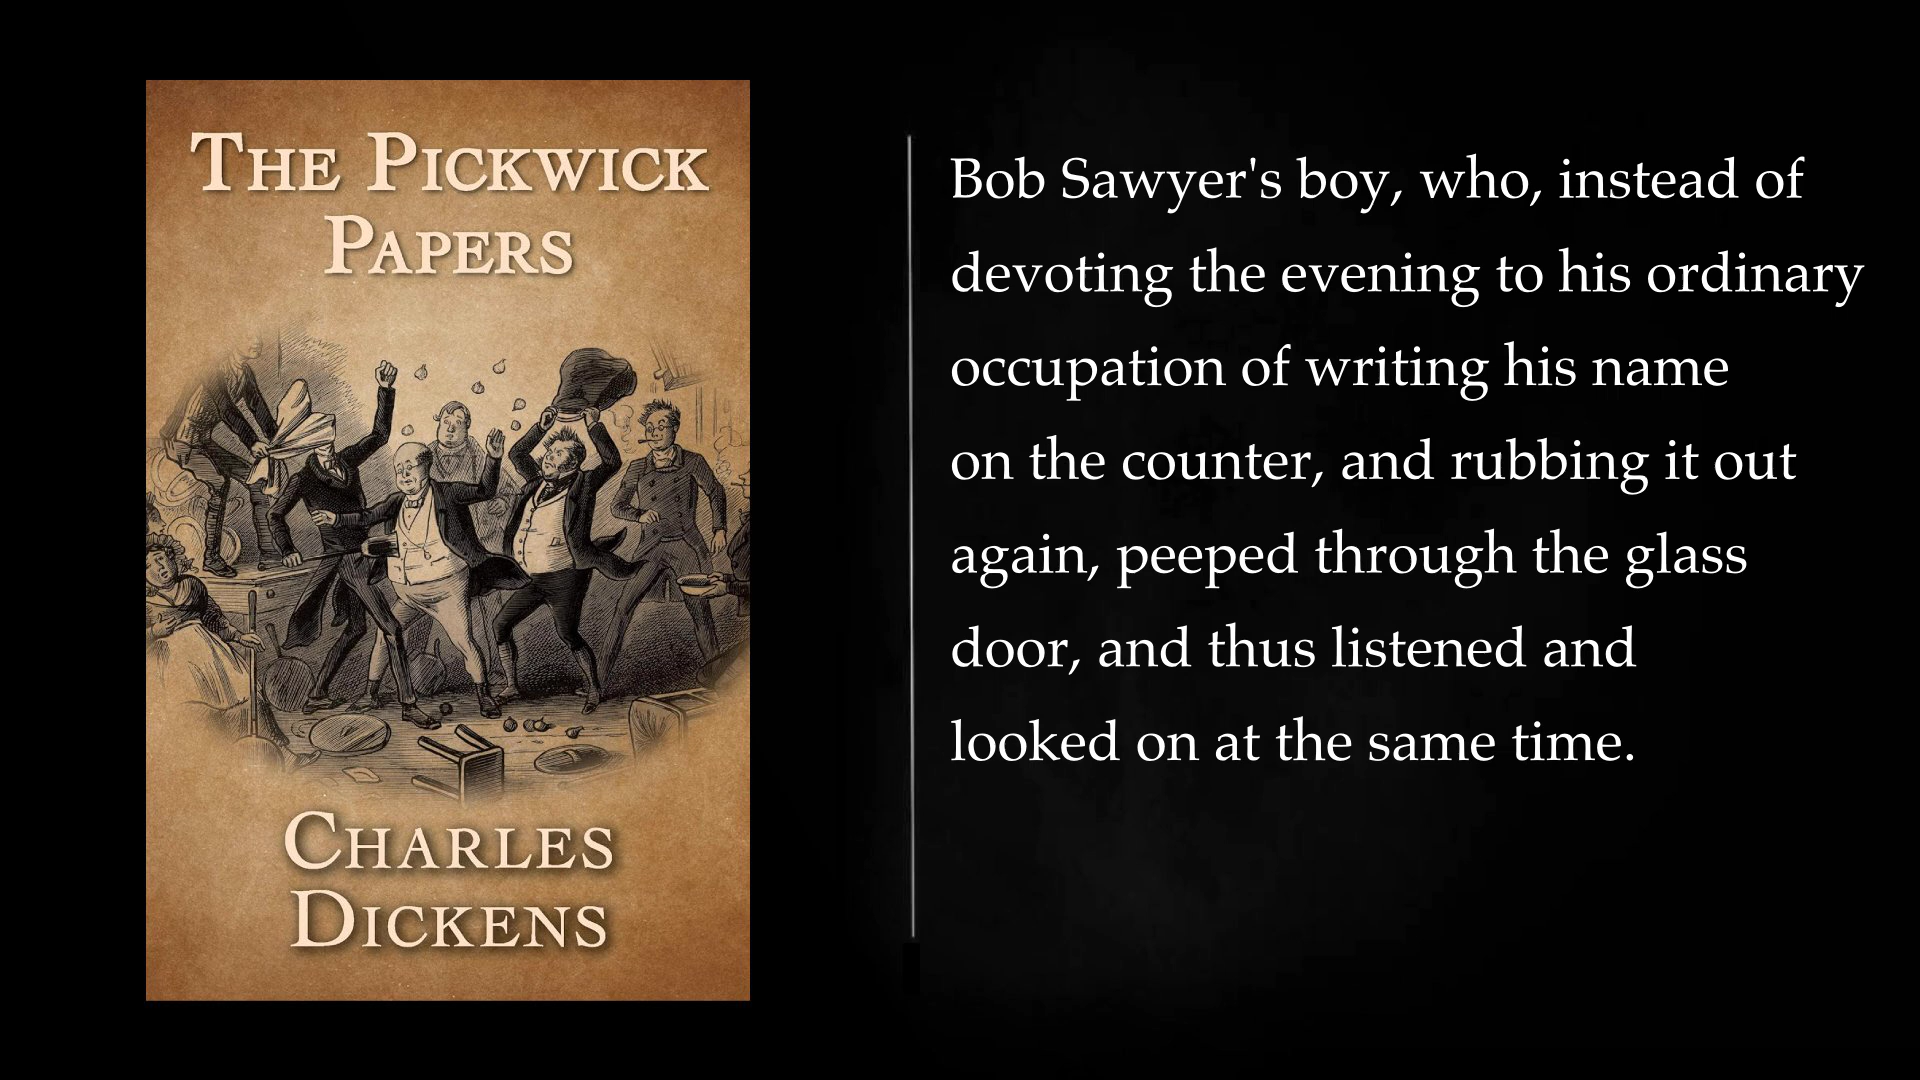 The Pickwick
Papers
Charles
Dickens
Bob Sawyer's boy, who, instead of
devoting the evening to his ordinary
occupation of writing his name
on the counter, and rubbing it out
again, peeped through the glass
door, and thus listened and
looked on at the same time.